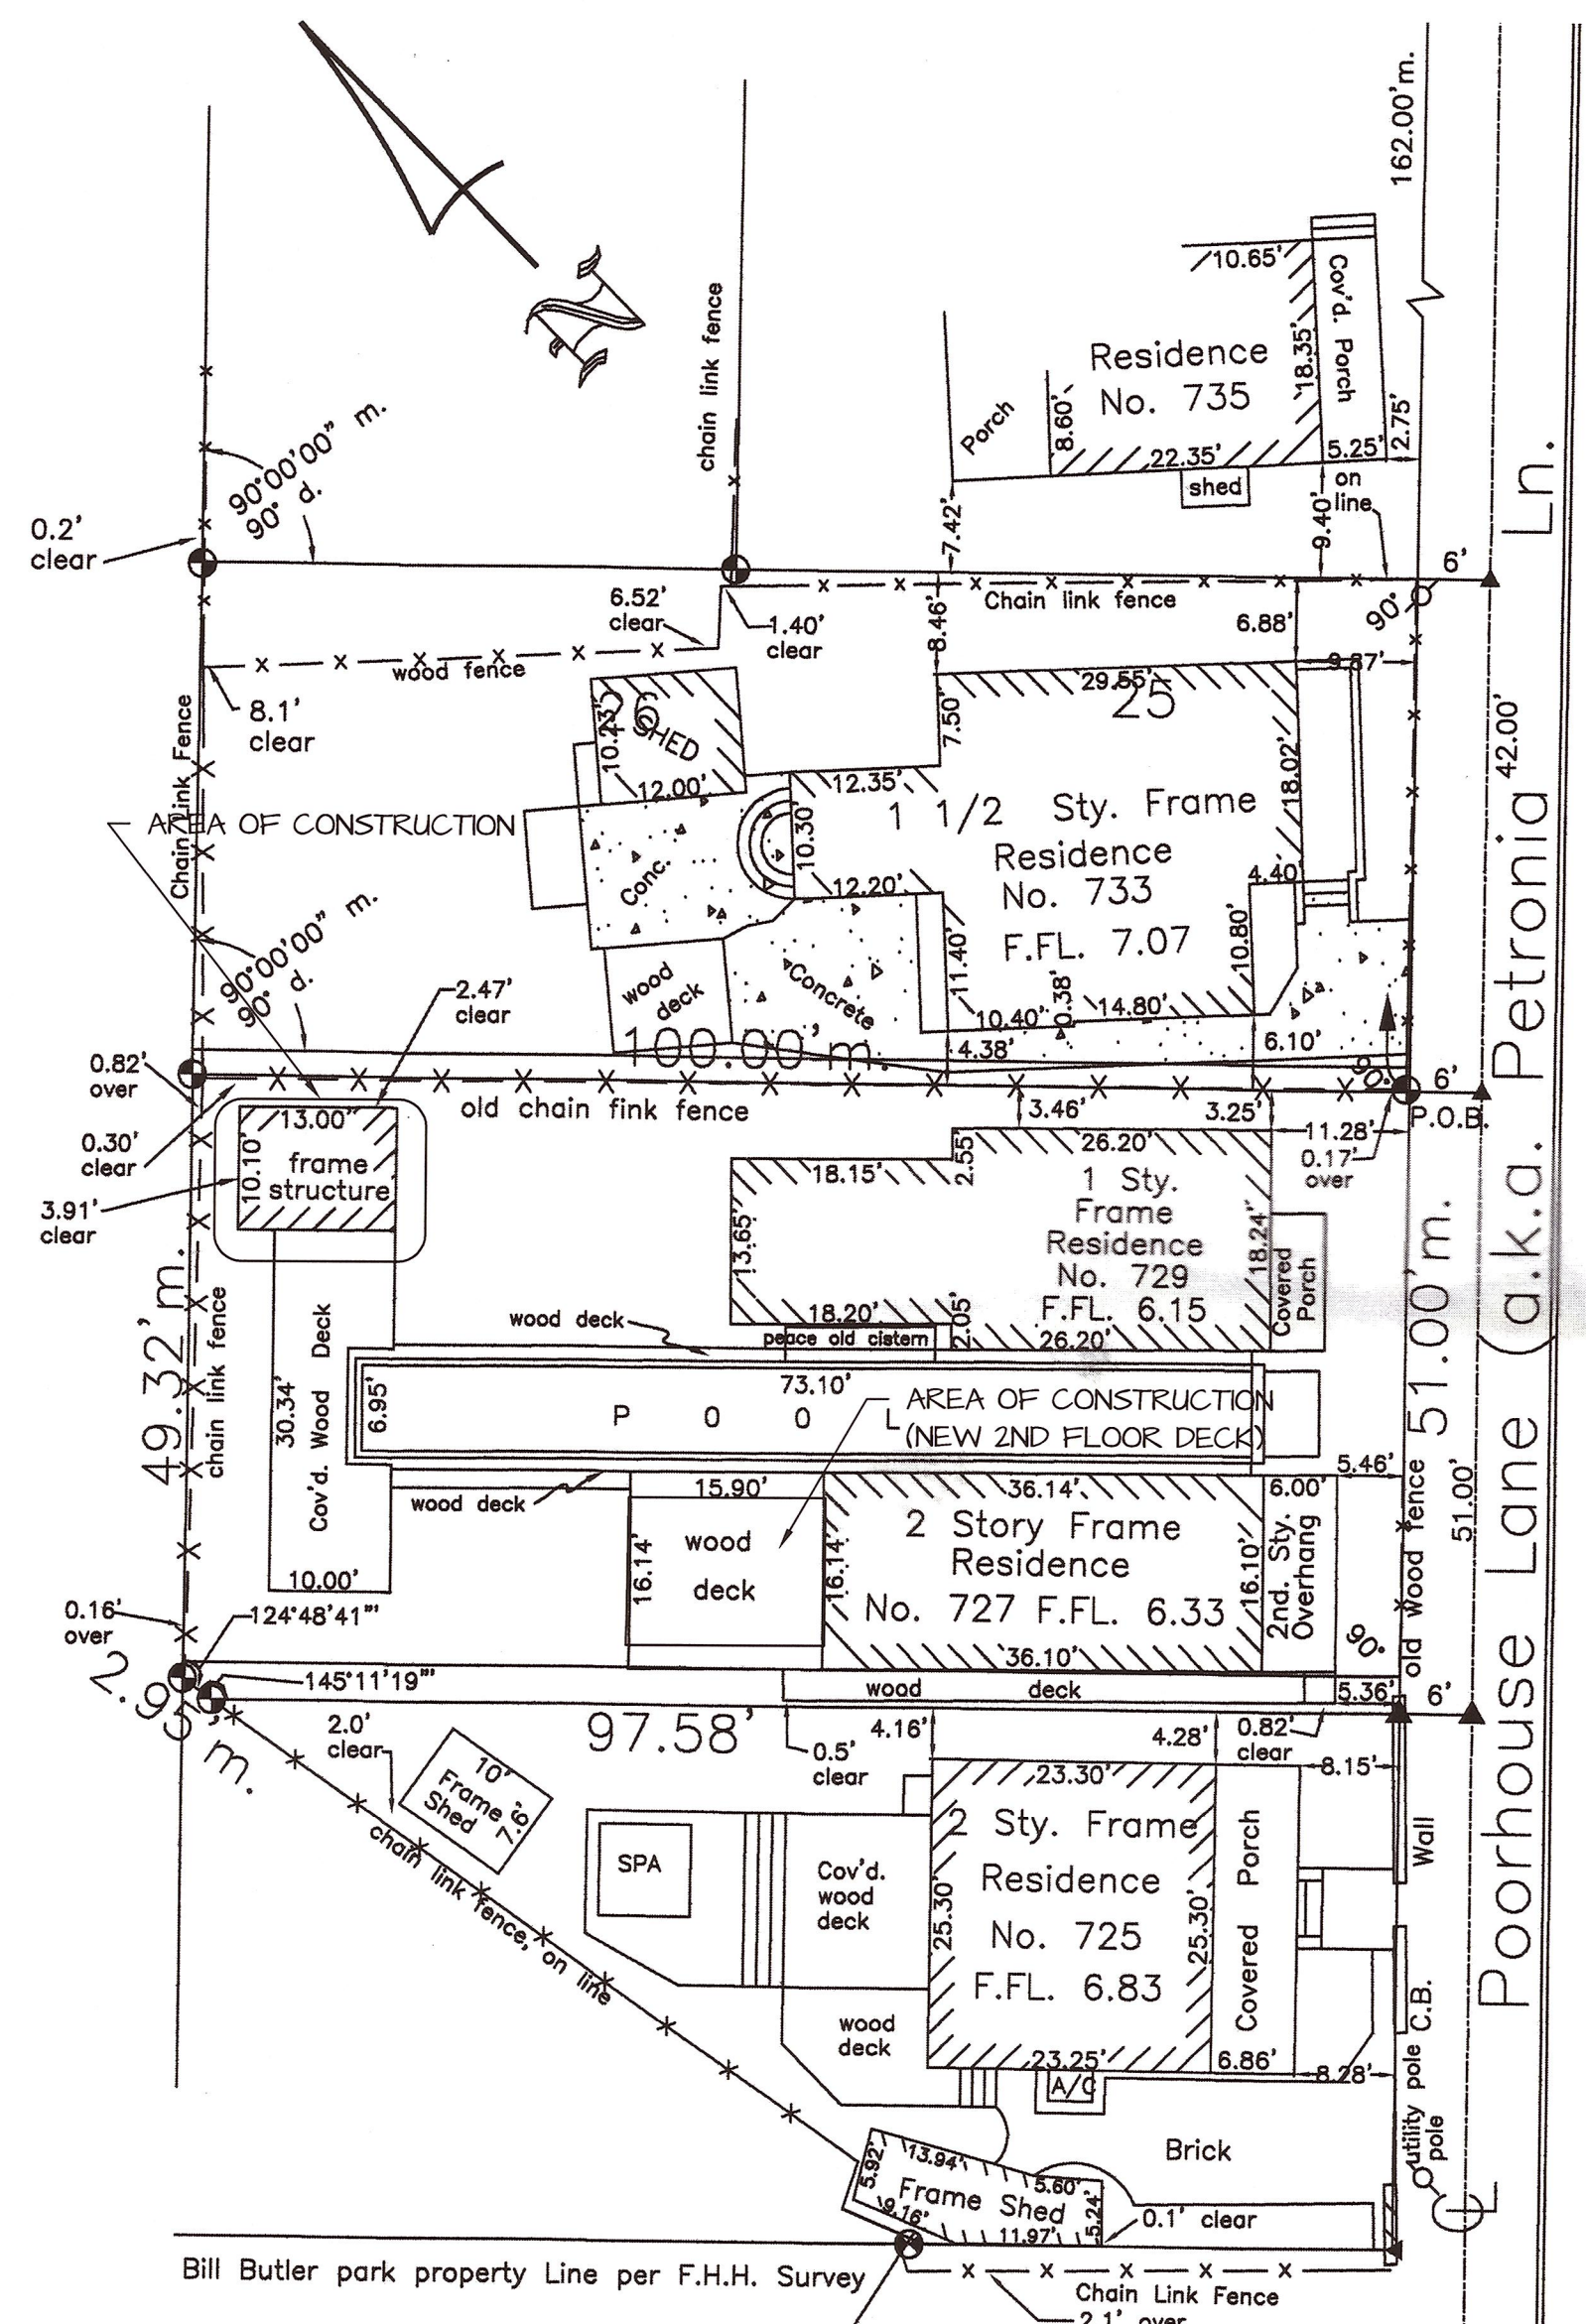 162.00'm.
N
chain link fence
10.65'
Cov'd. Porch
Residence
No. 735
18.35'
Porch
8.60'
22.35'
5.25'
2.75'
shed
on
line
7.42'
9.40'
90°00'00" m.
90° d.
0.2'
clear
6'
90°
6.52'
clear
1.40'
clear
8.46'
Chain link fence
6.88'
9.87'
wood fence
8.1'
clear
Chain Link Fence
10.23'
SHED
12.00'
7.50'
29.55'
25
12.35'
10.30'
12.20'
1 1/2 Sty. Frame
Residence
No. 733
F.FL. 7.07
18.02'
4.40'
10.80'
42.00'
AREA OF CONSTRUCTION
Conc.
wood
deck
Concrete
11.40'
10.40'
0.38'
14.80'
90°00'00" m.
90° d.
2.47'
clear
100.00' m.
4.38'
6.10'
90°
6'
P.O.B.
0.82'
over
0.30'
clear
3.91'
clear
old chain fink fence
3.46'
3.25'
11.28'
0.17'
over
13.00"
10.10'
frame
structure
18.15'
2.55'
26.20'
1 Sty.
Frame
Residence
No. 729
F.FL. 6.15
13.65'
18.24'
Covered
Porch
18.20'
2.05'
26.20'
peace old cistern
wood deck
49.32'm.
chain link fence
30.34'
Cov'd. Wood Deck
10.00'
6.95'
73.10'
P O O L
AREA OF CONSTRUCTION
(NEW 2ND FLOOR DECK)
51.00'm.
51.00'
old wood fence
wood deck
15.90'
16.14'
wood
deck
16.14'
36.14'
2 Story Frame
Residence
No. 727 F.FL. 6.33
16.10'
36.10'
6.00'
2nd. Sty.
Overhang
5.46'
90°
0.16'
over
124°48'41"'
145°11'19"'
2.93' m.
wood deck
5.36'
6'
2.0'
clear
97.58'
0.5'
clear
4.16'
4.28'
0.82'
clear
8.15'
10'
Frame
Shed
7.6'
chain link fence, on line
SPA
Cov'd.
wood
deck
23.30'
2 Sty. Frame
Residence
No. 725
F.FL. 6.83
25.30'
25.30'
Covered Porch
23.25'
6.86'
8.28'
wood
deck
A/C
Wall
C.B.
utility pole
pole
Brick
13.94'
5.92'
5.60'
Frame Shed
9.16'
11.97'
5.24'
0.1' clear
Bill Butler park property Line per F.H.H. Survey
Chain Link Fence
2.1' over
Poorhouse Lane (a.k.a. Petronia Ln.
CL